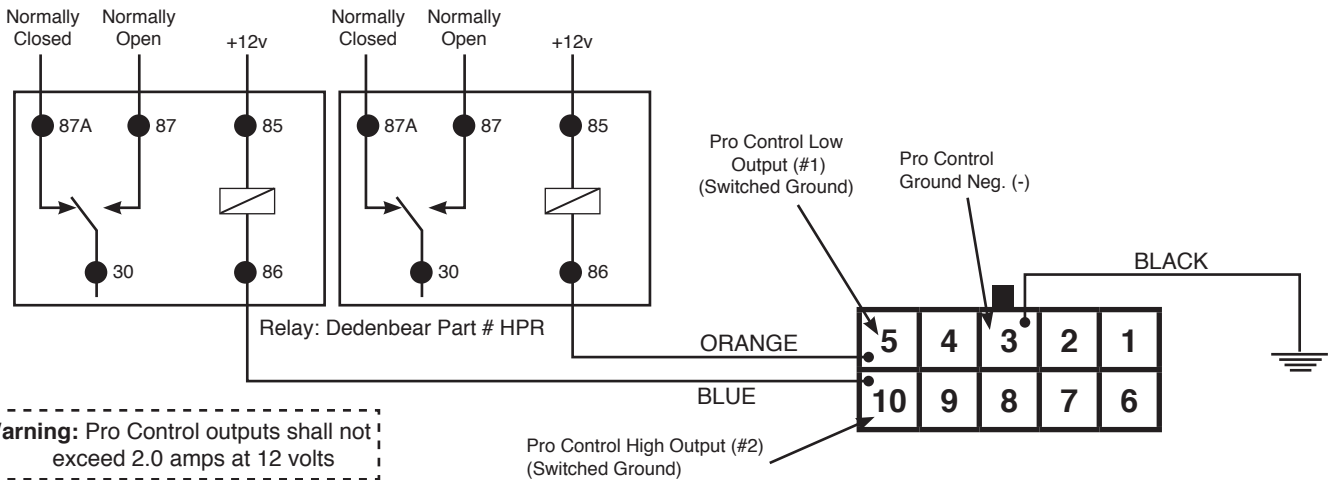 Normally Closed
Normally Open
+12v
Normally Closed
Normally Open
+12v
87A
87
85
87A
87
85
30
86
30
86
Relay: Dedenbear Part # HPR
Pro Control Low
Output (#1)
(Switched Ground)
Pro Control
Ground Neg. (-)
BLACK
ORANGE
BLUE
5 4 3 2 1
10 9 8 7 6
Pro Control High Output (#2)
(Switched Ground)
arning: Pro Control outputs shall not
exceed 2.0 amps at 12 volts